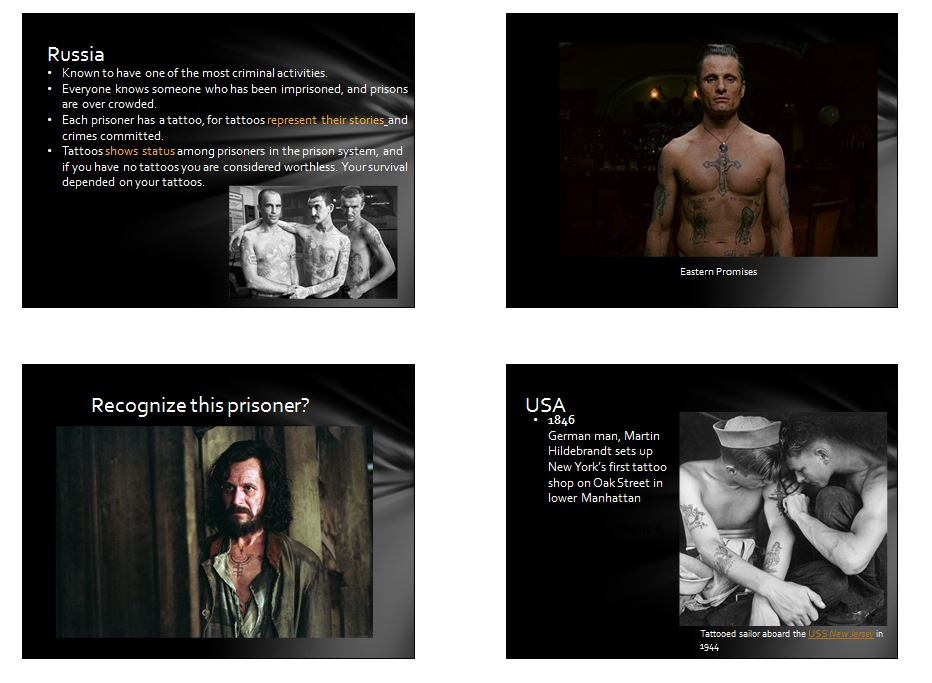 Russia
• Known to have one of the most criminal activities.
• Everyone knows someone who has been imprisoned, and prisons
are over crowded.
• Each prisoner has a tattoo, for tattoos represent their stories and
crimes committed.
• Tattoos shows status among prisoners in the prison system, and
if you have no tattoos you are considered worthless. Your survival
depended on your tattoos.
Eastern Promises
Recognize this prisoner?
USA
• 1846
German man, Martin
Hildebrandt sets up
New York's first tattoo
shop on Oak Street in
lower Manhattan
Tattooed sailor aboard the USS New Jersey in
1944